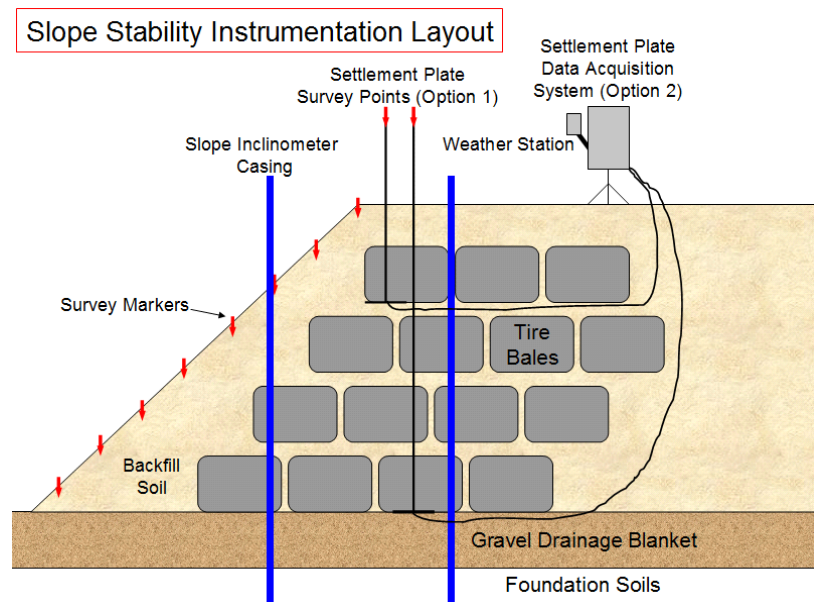 Slope Stability Instrumentation Layout
Settlement Plate
Data Acquisition
System (Option 2)
Settlement Plate
Survey Points (Option 1)
Slope Inclinometer
Casing
Weather Station
Survey Markers
Tire
Bales
Backfill
Soil
Gravel Drainage Blanket
Foundation Soils